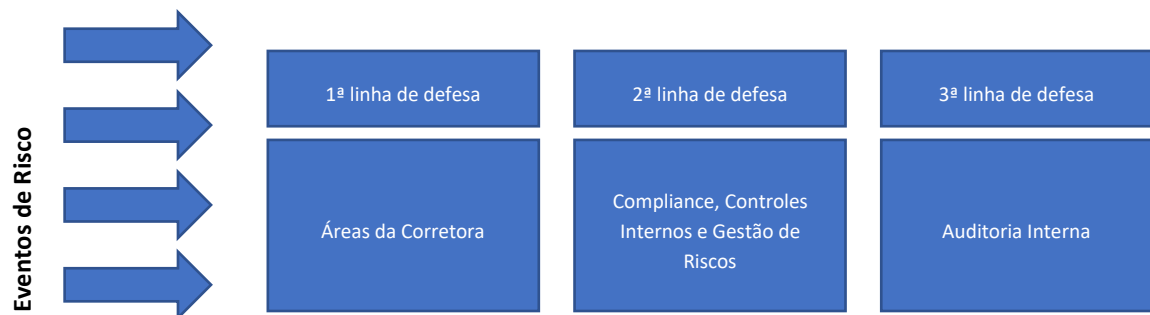 Eventos de Risco
1ª linha de defesa
2ª linha de defesa
3ª linha de defesa
Áreas da Corretora
Compliance, Controles
Internos e Gestão de
Riscos
Auditoria Interna